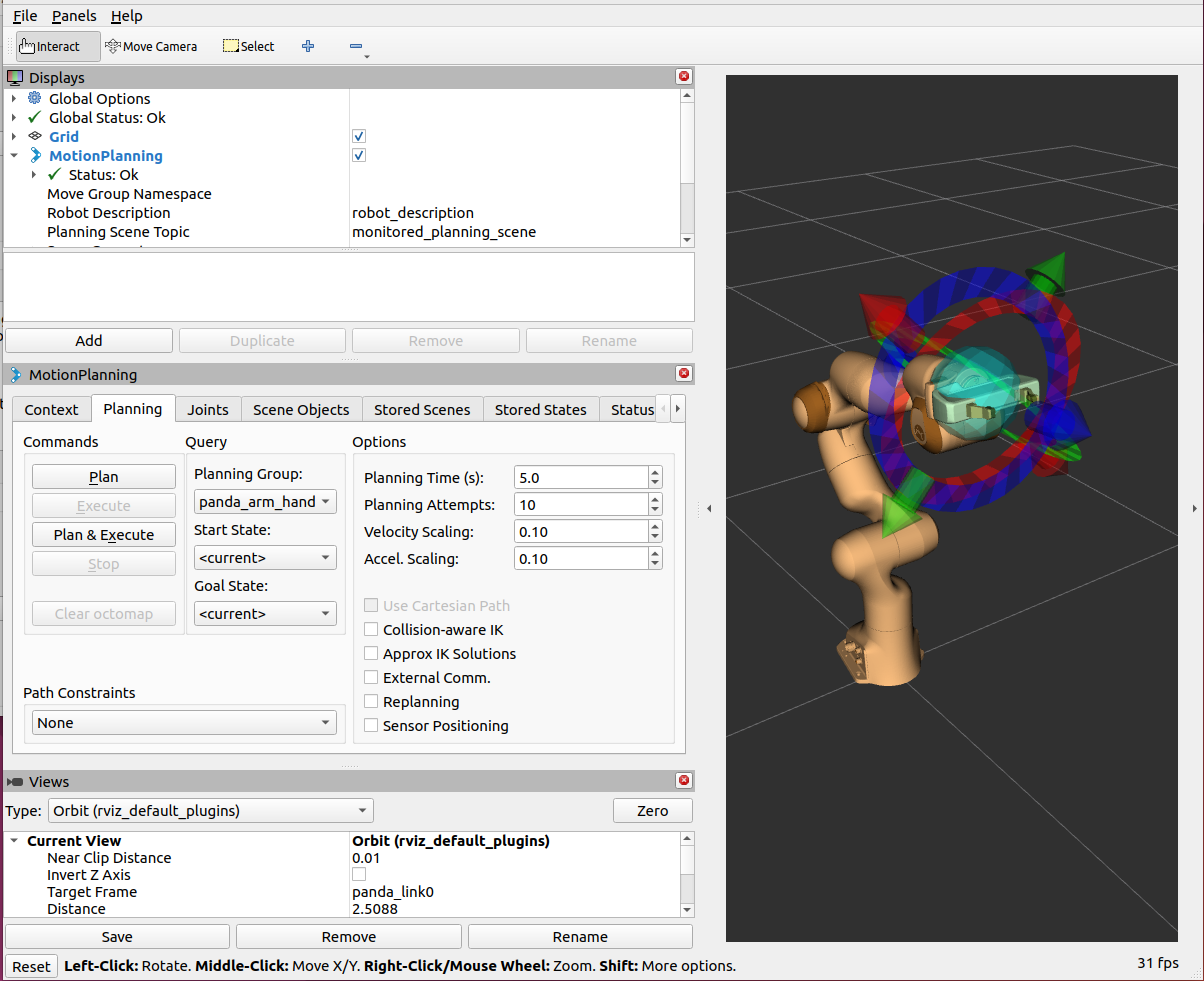 File Panels Help
Interact Move Camera Select
Displays
Global Options
Global Status: Ok
Grid
MotionPlanning
Status: Ok
Move Group Namespace
Robot Description robot_description
Planning Scene Topic monitored_planning_scene
Add Duplicate Remove Rename
MotionPlanning
Context Planning Joints Scene Objects Stored Scenes Stored States Status
Commands Query Options
Plan
Execute
Plan & Execute
Stop
Clear octomap
Planning Group:
panda_arm_hand
Start State:
<current>
Goal State:
<current>
Path Constraints
None
Planning Time (s): 5.0
Planning Attempts: 10
Velocity Scaling: 0.10
Accel. Scaling: 0.10
Use Cartesian Path
Collision-aware IK
Approx IK Solutions
External Comm.
Replanning
Sensor Positioning
Views
Type: Orbit (rviz_default_plugins) Zero
Current View Orbit (rviz_default_plugins)
Near Clip Distance 0.01
Invert Z Axis
Target Frame panda_link0
Distance 2.5088
Save Remove Rename
Reset Left-Click: Rotate. Middle-Click: Move X/Y. Right-Click/Mouse Wheel: Zoom. Shift: More options. 31 fps